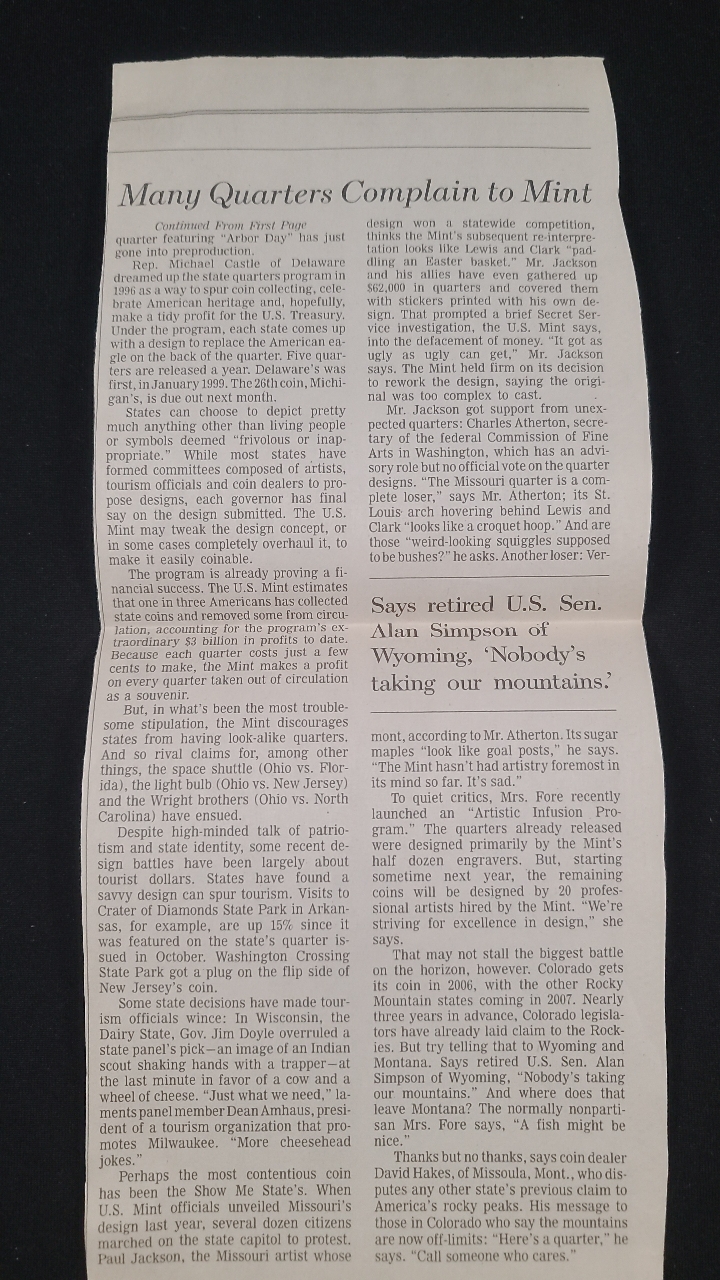 Many Quarters Complain to Mint
Continued From First Page
quarter featuring "Arbor Day" has just
gone into preproduction.
Rep. Michael Castle of Delaware
dreamed up the state quarters program in
1996 as a way to spur coin collecting, cele-
brate American heritage and, hopefully,
make a tidy profit for the U.S. Treasury.
Under the program, each state comes up
with a design to replace the American ea-
gle on the back of the quarter. Five quar-
ters are released a year. Delaware's was
first, in January 1999. The 26th coin, Michi-
gan's, is due out next month.
States can choose to depict pretty
much anything other than living people
or symbols deemed "frivolous or inap-
propriate." While most states have
formed committees composed of artists,
tourism officials and coin dealers to pro-
pose designs, each governor has final
say on the design submitted. The U.S.
Mint may tweak the design concept, or
in some cases completely overhaul it, to
make it easily coinable.
The program is already proving a fi-
nancial success. The U.S. Mint estimates
that one in three Americans has collected
state coins and removed some from circu-
lation, accounting for the program's ex-
traordinary $3 billion in profits to date.
Because each quarter costs just a few
cents to make, the Mint makes a profit
on every quarter taken out of circulation
as a souvenir.
But, in what's been the most trouble-
some stipulation, the Mint discourages
states from having look-alike quarters.
And so rival claims for, among other
things, the space shuttle (Ohio vs. Flor-
ida), the light bulb (Ohio vs. New Jersey)
and the Wright brothers (Ohio vs. North
Carolina) have ensued.
Despite high-minded talk of patrio-
tism and state identity, some recent de-
sign battles have been largely about
tourist dollars. States have found a
savvy design can spur tourism. Visits to
Crater of Diamonds State Park in Arkan-
sas, for example, are up 15% since it
was featured on the state's quarter is-
sued in October. Washington Crossing
State Park got a plug on the flip side of
New Jersey's coin.
Some state decisions have made tour-
ism officials wince: In Wisconsin, the
Dairy State, Gov. Jim Doyle overruled a
state panel's pick—an image of an Indian
scout shaking hands with a trapper—at
the last minute in favor of a cow and a
wheel of cheese. "Just what we need," la-
ments panel member Dean Amhaus, presi-
dent of a tourism organization that pro-
motes Milwaukee. "More cheesehead
jokes."
Perhaps the most contentious coin
has been the Show Me State's. When
U.S. Mint officials unveiled Missouri's
design last year, several dozen citizens
marched on the state capitol to protest.
Paul Jackson, the Missouri artist whose
design won a statewide competition,
thinks the Mint's subsequent re-interpre-
tation looks like Lewis and Clark "pad-
dling an Easter basket." Mr. Jackson
and his allies have even gathered up
$62,000 in quarters and covered them
with stickers printed with his own de-
sign. That prompted a brief Secret Ser-
vice investigation, the U.S. Mint says,
into the defacement of money. "It got as
ugly as ugly can get," Mr. Jackson
says. The Mint held firm on its decision
to rework the design, saying the origi-
nal was too complex to cast.
Mr. Jackson got support from unex-
pected quarters: Charles Atherton, secre-
tary of the federal Commission of Fine
Arts in Washington, which has an advi-
sory role but no official vote on the quarter
designs. "The Missouri quarter is a com-
plete loser," says Mr. Atherton; its St.
Louis arch hovering behind Lewis and
Clark "looks like a croquet hoop." And are
those "weird-looking squiggles supposed
to be bushes?" he asks. Another loser: Ver-
Says retired U.S. Sen.
Alan Simpson of
Wyoming, 'Nobody's
taking our mountains.'
mont, according to Mr. Atherton. Its sugar
maples "look like goal posts," he says.
"The Mint hasn't had artistry foremost in
its mind so far. It's sad."
To quiet critics, Mrs. Fore recently
launched an "Artistic Infusion Pro-
gram." The quarters already released
were designed primarily by the Mint's
half dozen engravers. But, starting
sometime next year, the remaining
coins will be designed by 20 profes-
sional artists hired by the Mint. "We're
striving for excellence in design," she
says.
That may not stall the biggest battle
on the horizon, however. Colorado gets
its coin in 2006, with the other Rocky
Mountain states coming in 2007. Nearly
three years in advance, Colorado legisla-
tors have already laid claim to the Rock-
ies. But try telling that to Wyoming and
Montana. Says retired U.S. Sen. Alan
Simpson of Wyoming, "Nobody's taking
our mountains." And where does that
leave Montana? The normally nonparti-
san Mrs. Fore says, "A fish might be
nice."
Thanks but no thanks, says coin dealer
David Hakes, of Missoula, Mont., who dis-
putes any other state's previous claim to
America's rocky peaks. His message to
those in Colorado who say the mountains
are now off-limits: "Here's a quarter," he
says. "Call someone who cares."